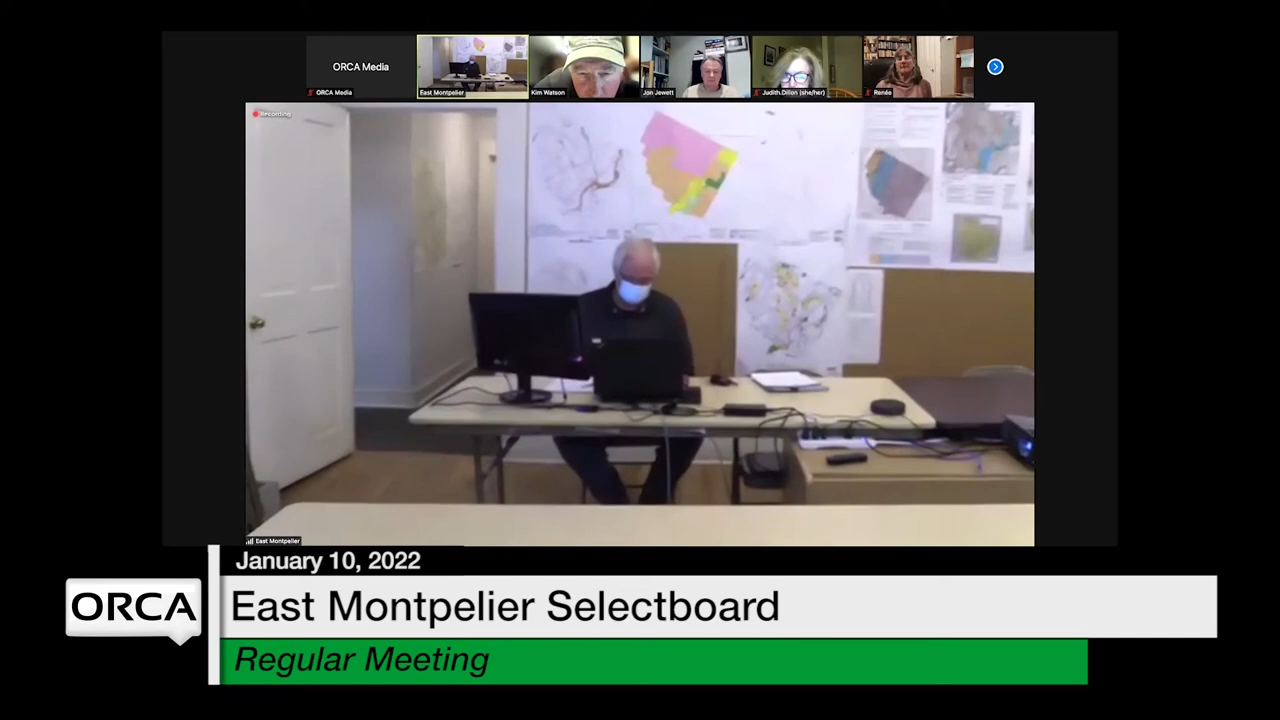 ORCA Media
ORCA Media
East Montpelier
Kim Watson
Jon Jewett
Judith.Dillon (she/her)
Renée
Recording
East Montpelier
January 10, 2022
ORCA
East Montpelier Selectboard
Regular Meeting